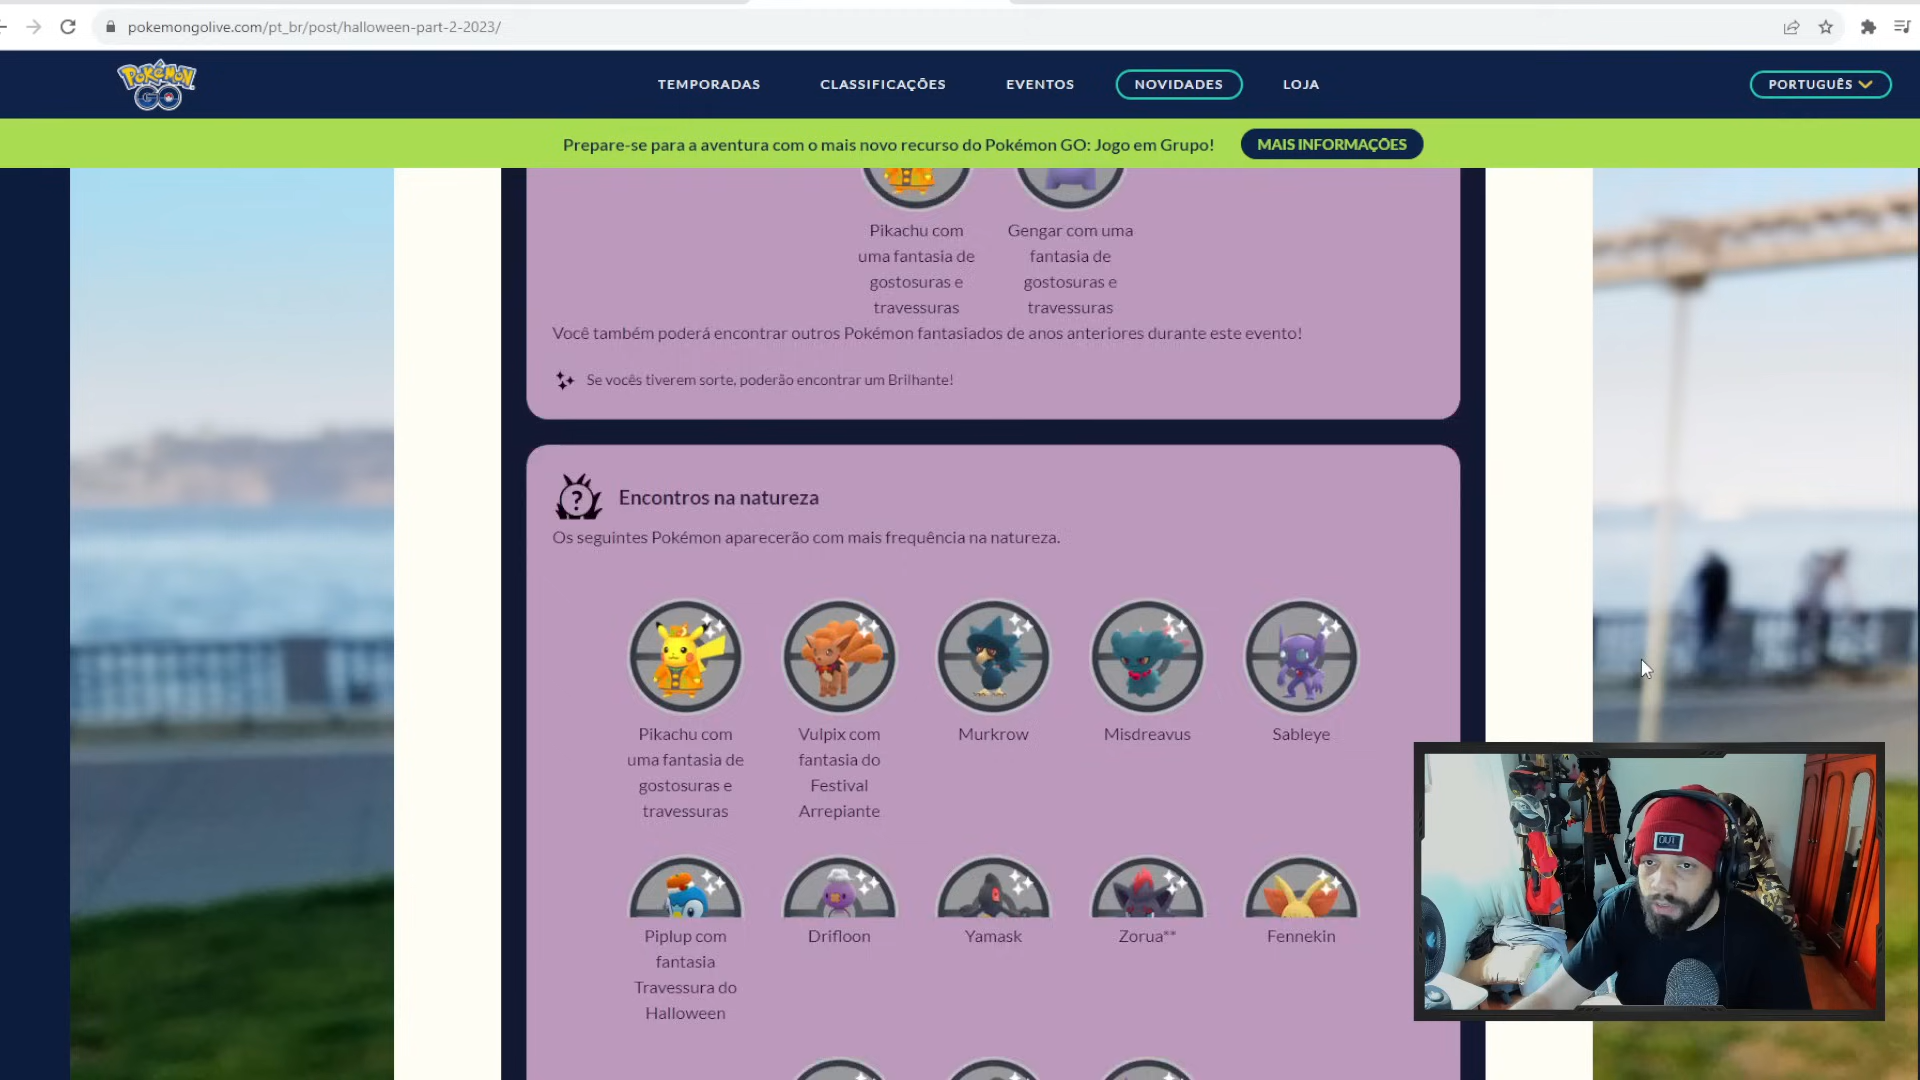 pokemongolive.com/pt_br/post/halloween-part-2-2023/
POKÉMON
GO
TEMPORADAS
CLASSIFICAÇÕES
EVENTOS
NOVIDADES
LOJA
PORTUGUÊS
Prepare-se para a aventura com o mais novo recurso do Pokémon GO: Jogo em Grupo!
MAIS INFORMAÇÕES
Pikachu com
uma fantasia de
gostosuras e
travessuras
Gengar com uma
fantasia de
gostosuras e
travessuras
Você também poderá encontrar outros Pokémon fantasiados de anos anteriores durante este evento!
Se vocês tiverem sorte, poderão encontrar um Brilhante!
?
Encontros na natureza
Os seguintes Pokémon aparecerão com mais frequência na natureza.
Pikachu com
uma fantasia de
gostosuras e
travessuras
Vulpix com
fantasia do
Festival
Arrepiante
Murkrow
Misdreavus
Sableye
Piplup com
fantasia
Travessura do
Halloween
Drifloon
Yamask
Zorua**
Fennekin
OUT